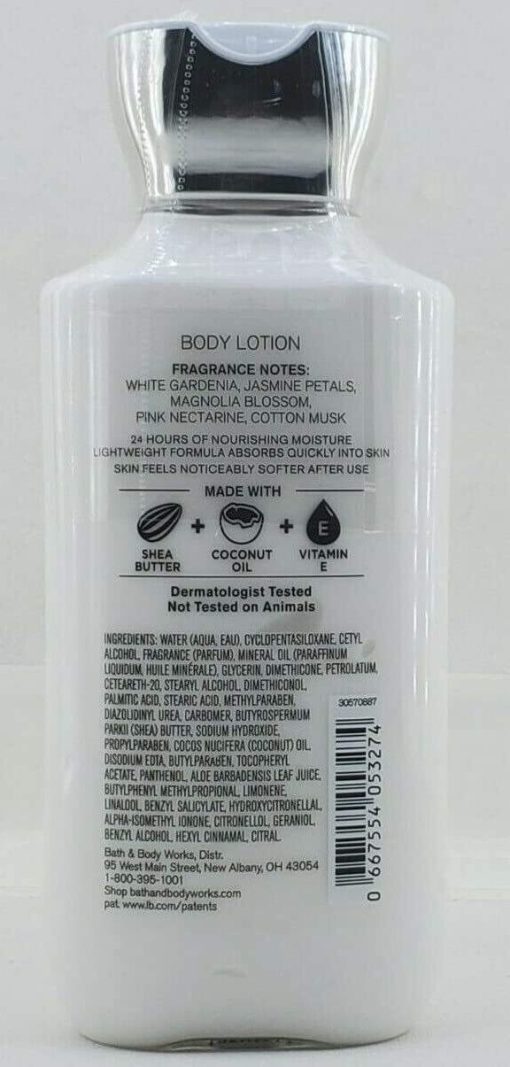 BODY LOTION
FRAGRANCE NOTES:
WHITE GARDENIA, JASMINE PETALS,
MAGNOLIA BLOSSOM,
PINK NECTARINE, COTTON MUSK
24 HOURS OF NOURISHING MOISTURE
LIGHTWEIGHT FORMULA ABSORBS QUICKLY INTO SKIN
SKIN FEELS NOTICEABLY SOFTER AFTER USE
MADE WITH
+ + E
SHEA BUTTER
COCONUT OIL
VITAMIN E
Dermatologist Tested
Not Tested on Animals
INGREDIENTS: WATER (AQUA, EAU), CYCLOPENTASILOXANE, CETYL
ALCOHOL, FRAGRANCE (PARFUM), MINERAL OIL (PARAFFINUM
LIQUIDUM, HUILE MINÉRALE), GLYCERIN, DIMETHICONE, PETROLATUM,
CETEARETH-20, STEARYL ALCOHOL, DIMETHICONOL,
PALMITIC ACID, STEARIC ACID, METHYLPARABEN,
DIAZOLIDINYL UREA, CARBOMER, BUTYROSPERMUM
PARKII (SHEA) BUTTER, SODIUM HYDROXIDE,
PROPYLPARABEN, COCOS NUCIFERA (COCONUT) OIL,
DISODIUM EDTA, BUTYLPARABEN, TOCOPHERYL
ACETATE, PANTHENOL, ALOE BARBADENSIS LEAF JUICE,
BUTYLPHENYL METHYLPROPIONAL, LIMONENE,
LINALOOL, BENZYL SALICYLATE, HYDROXYCITRONELLAL,
ALPHA-ISOMETHYL IONONE, CITRONELLOL, GERANIOL,
BENZYL ALCOHOL, HEXYL CINNAMAL, CITRAL.
Bath & Body Works, Distr.
95 West Main Street, New Albany, OH 43054
1-800-395-1001
Shop bathandbodyworks.com
pat. www.lb.com/patents
30570887
0 667554 053274